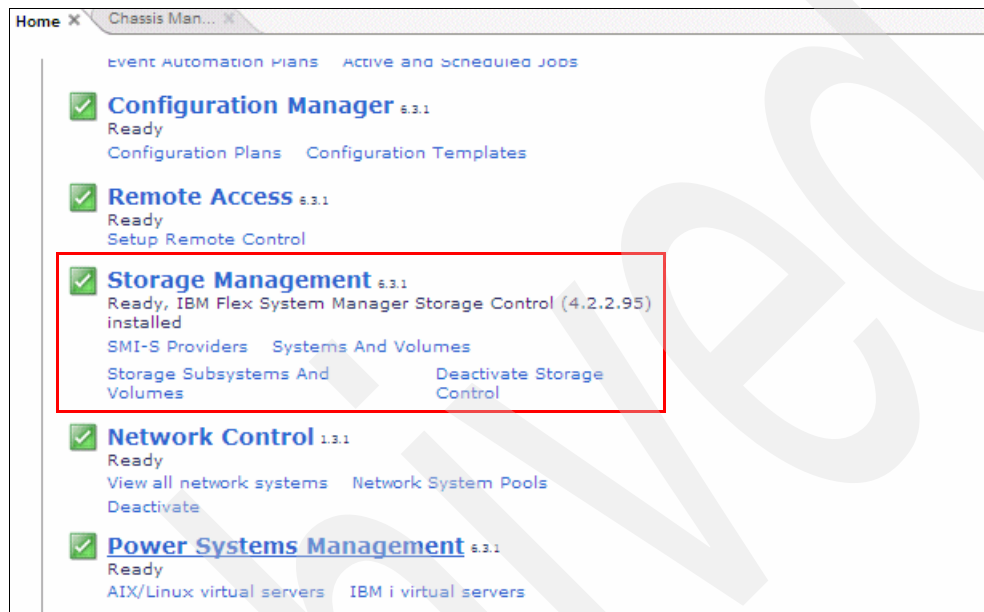 Home ✕ Chassis Man... ✕
Event Automation Plans Active and Scheduled Jobs
Configuration Manager 6.3.1
Ready
Configuration Plans Configuration Templates
Remote Access 6.3.1
Ready
Setup Remote Control
Storage Management 6.3.1
Ready, IBM Flex System Manager Storage Control (4.2.2.95)
installed
SMI-S Providers Systems And Volumes
Storage Subsystems And
Volumes
Deactivate Storage
Control
Network Control 1.3.1
Ready
View all network systems Network System Pools
Deactivate
Power Systems Management 6.3.1
Ready
AIX/Linux virtual servers IBM i virtual servers